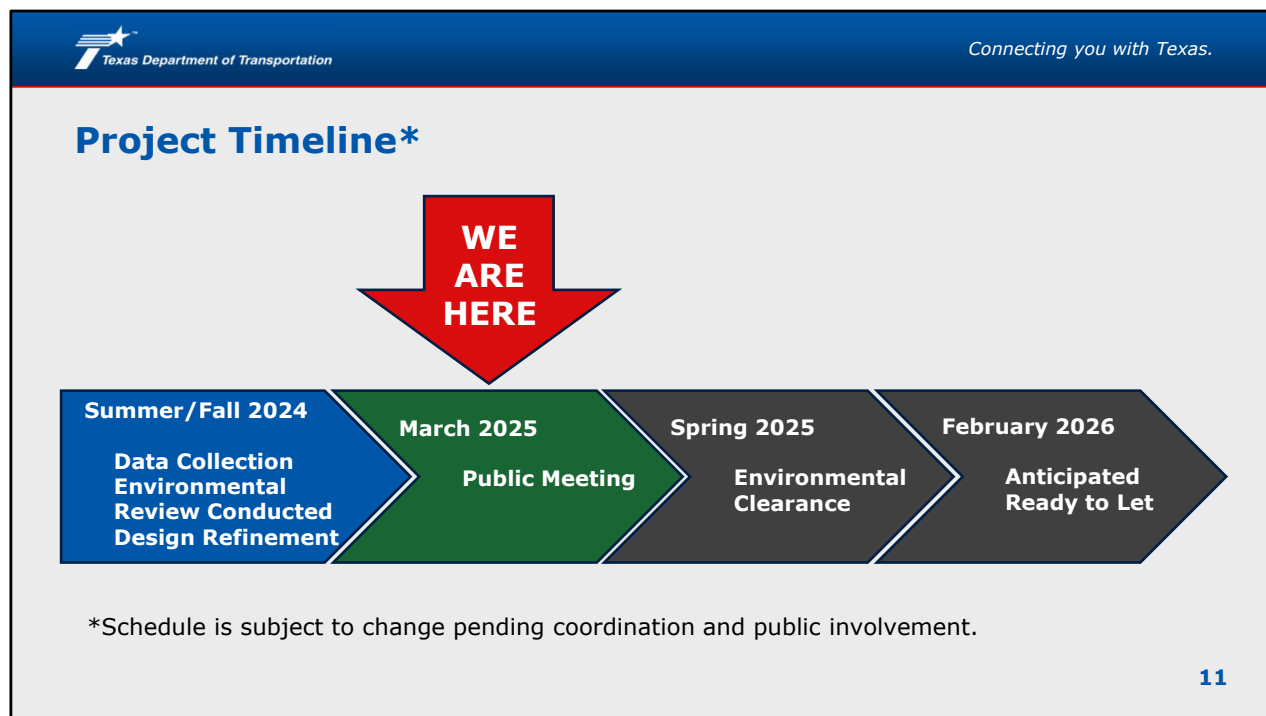 Texas Department of Transportation
Connecting you with Texas.
Project Timeline*
WE
ARE
HERE
Summer/Fall 2024
Data Collection
Environmental
Review Conducted
Design Refinement
March 2025
Public Meeting
Spring 2025
Environmental
Clearance
February 2026
Anticipated
Ready to Let
*Schedule is subject to change pending coordination and public involvement.
11